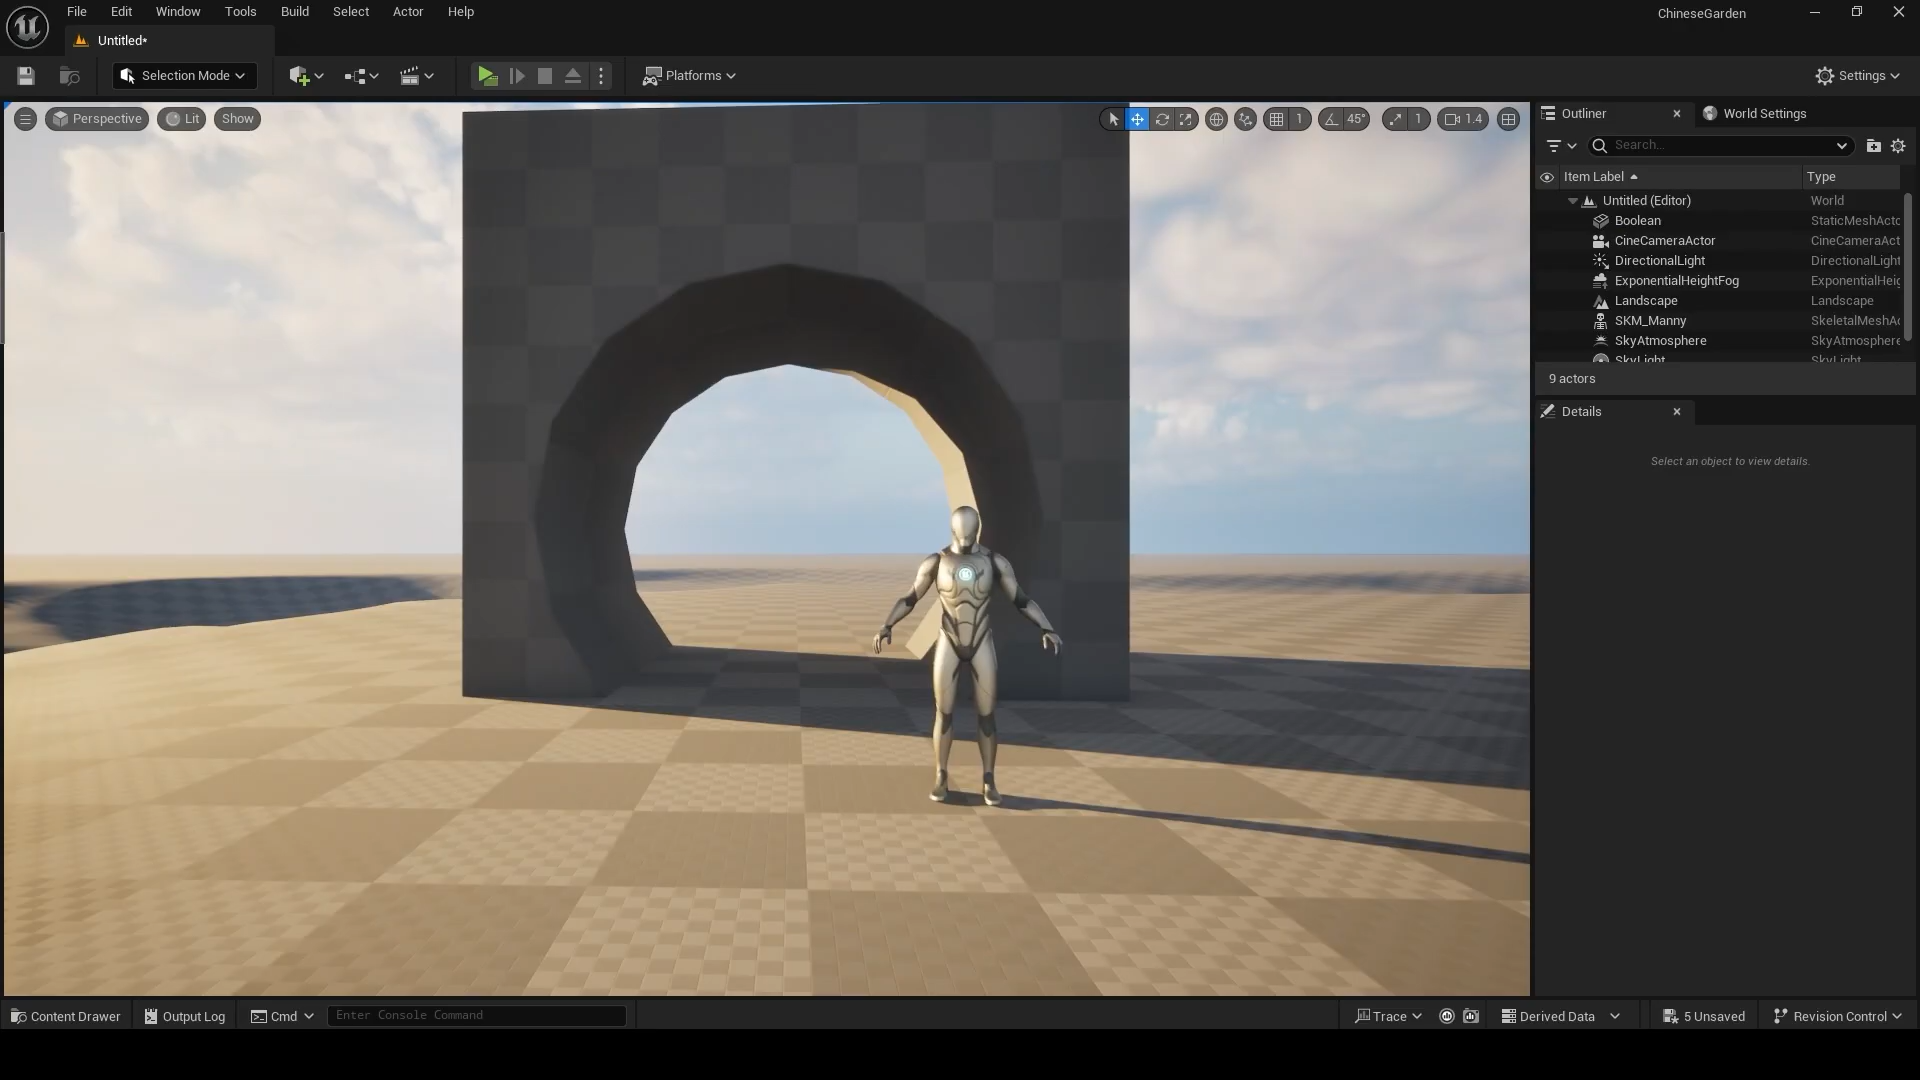 File Edit Window Tools Build Select Actor Help
ChineseGarden
Untitled*
Selection Mode
Platforms
Settings
Perspective Lit Show
1 45° 1 1.4
Outliner
World Settings
Search...
Item Label Type
Untitled (Editor) World
Boolean StaticMeshActo
CineCameraActor CineCameraAct
DirectionalLight DirectionalLight
ExponentialHeightFog ExponentialHeig
Landscape Landscape
SKM_Manny SkeletalMeshAc
SkyAtmosphere SkyAtmosphere
SkyLight SkyLight
9 actors
Details
Select an object to view details.
Content Drawer Output Log Cmd Enter Console Command Trace Derived Data 5 Unsaved Revision Control